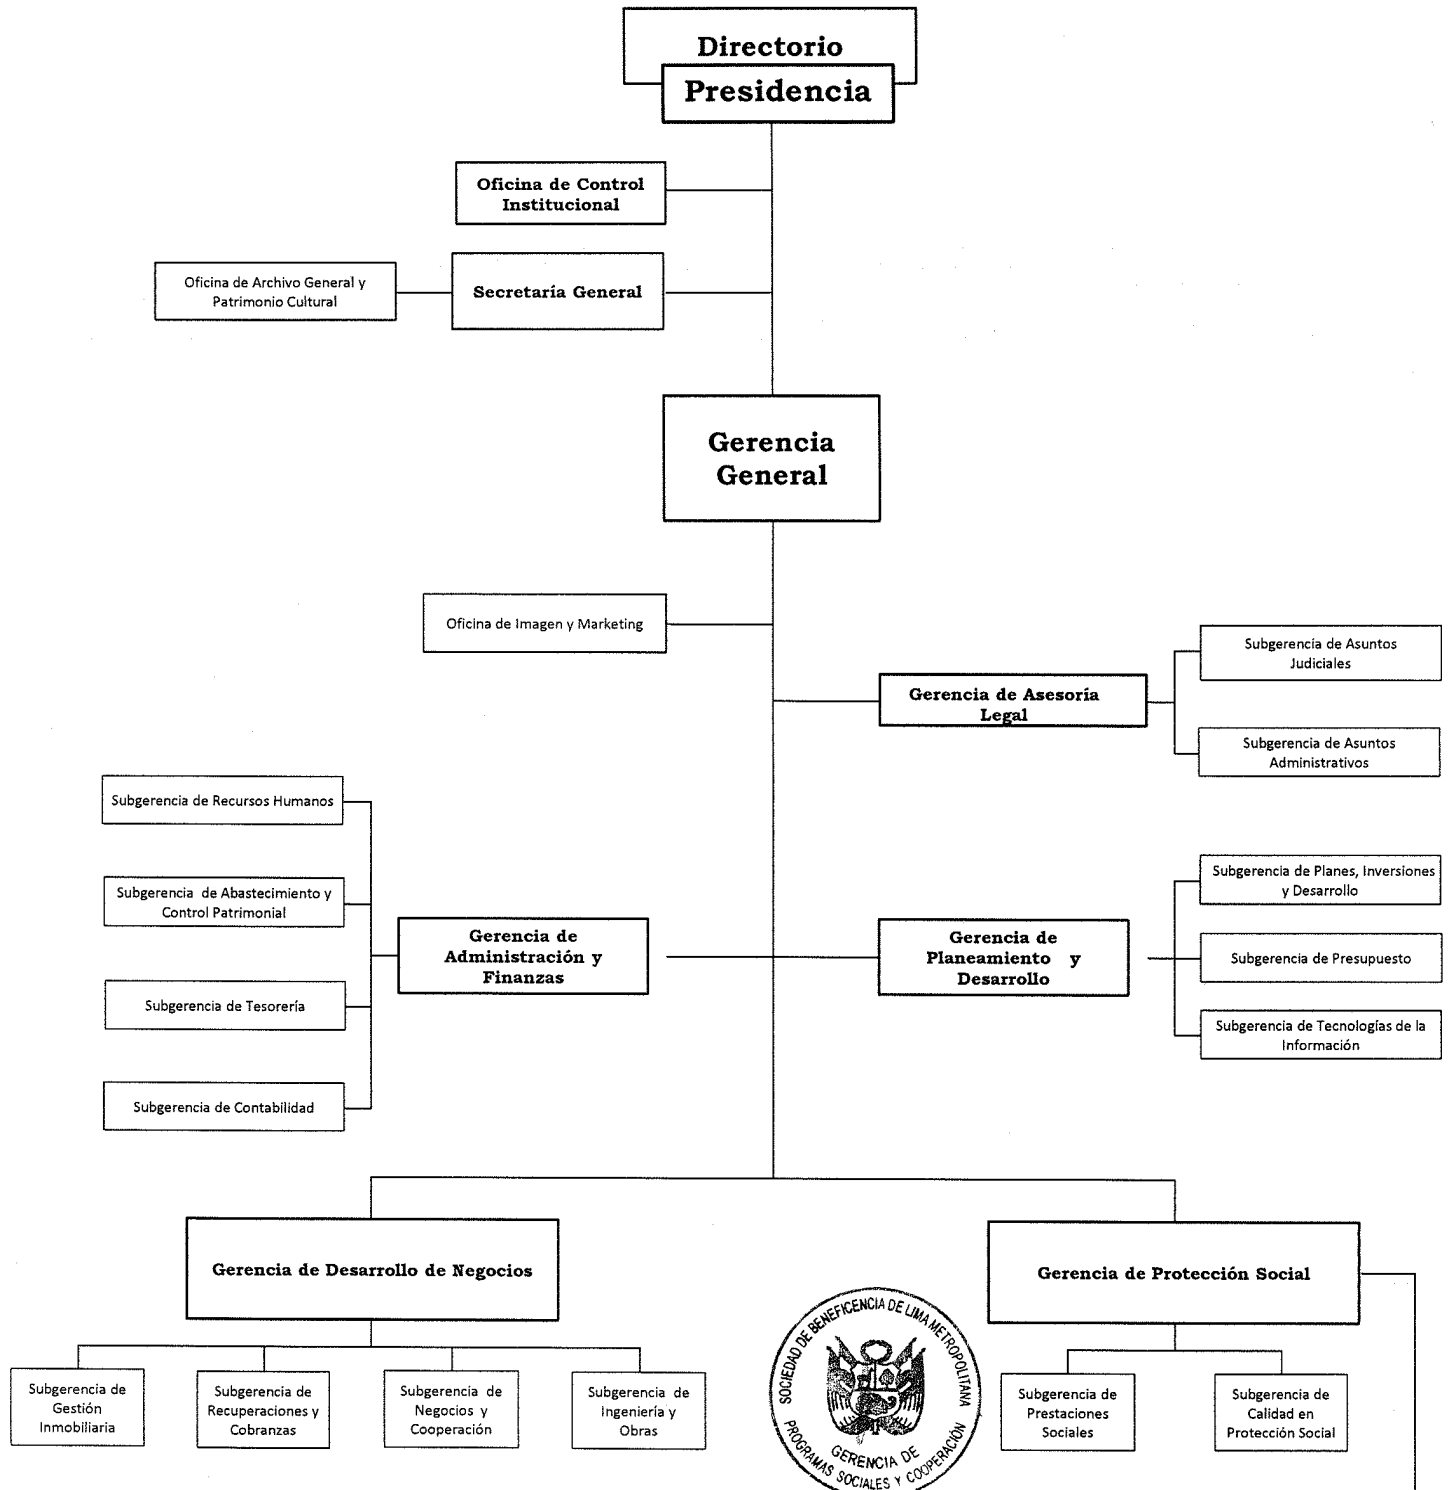 Directorio
Presidencia
Oficina de Control
Institucional
Oficina de Archivo General y
Patrimonio Cultural
Secretaría General
Gerencia
General
Oficina de Imagen y Marketing
Subgerencia de Asuntos
Judiciales
Gerencia de Asesoría
Legal
Subgerencia de Asuntos
Administrativos
Subgerencia de Recursos Humanos
Subgerencia de Abastecimiento y
Control Patrimonial
Subgerencia de Planes, Inversiones
y Desarrollo
Gerencia de
Administración y
Finanzas
Gerencia de
Planeamiento y
Desarrollo
Subgerencia de Presupuesto
Subgerencia de Tesorería
Subgerencia de Tecnologías de la
Información
Subgerencia de Contabilidad
Gerencia de Desarrollo de Negocios
Gerencia de Protección Social
Subgerencia de
Gestión
Inmobiliaria
Subgerencia de
Recuperaciones y
Cobranzas
Subgerencia de
Negocios y
Cooperación
Subgerencia de
Ingeniería y
Obras
SOCIEDAD DE BENEFICENCIA DE LIMA METROPOLITANA
GERENCIA DE
PROGRAMAS SOCIALES Y COOPERACIÓN
Subgerencia de
Prestaciones
Sociales
Subgerencia de
Calidad en
Protección Social